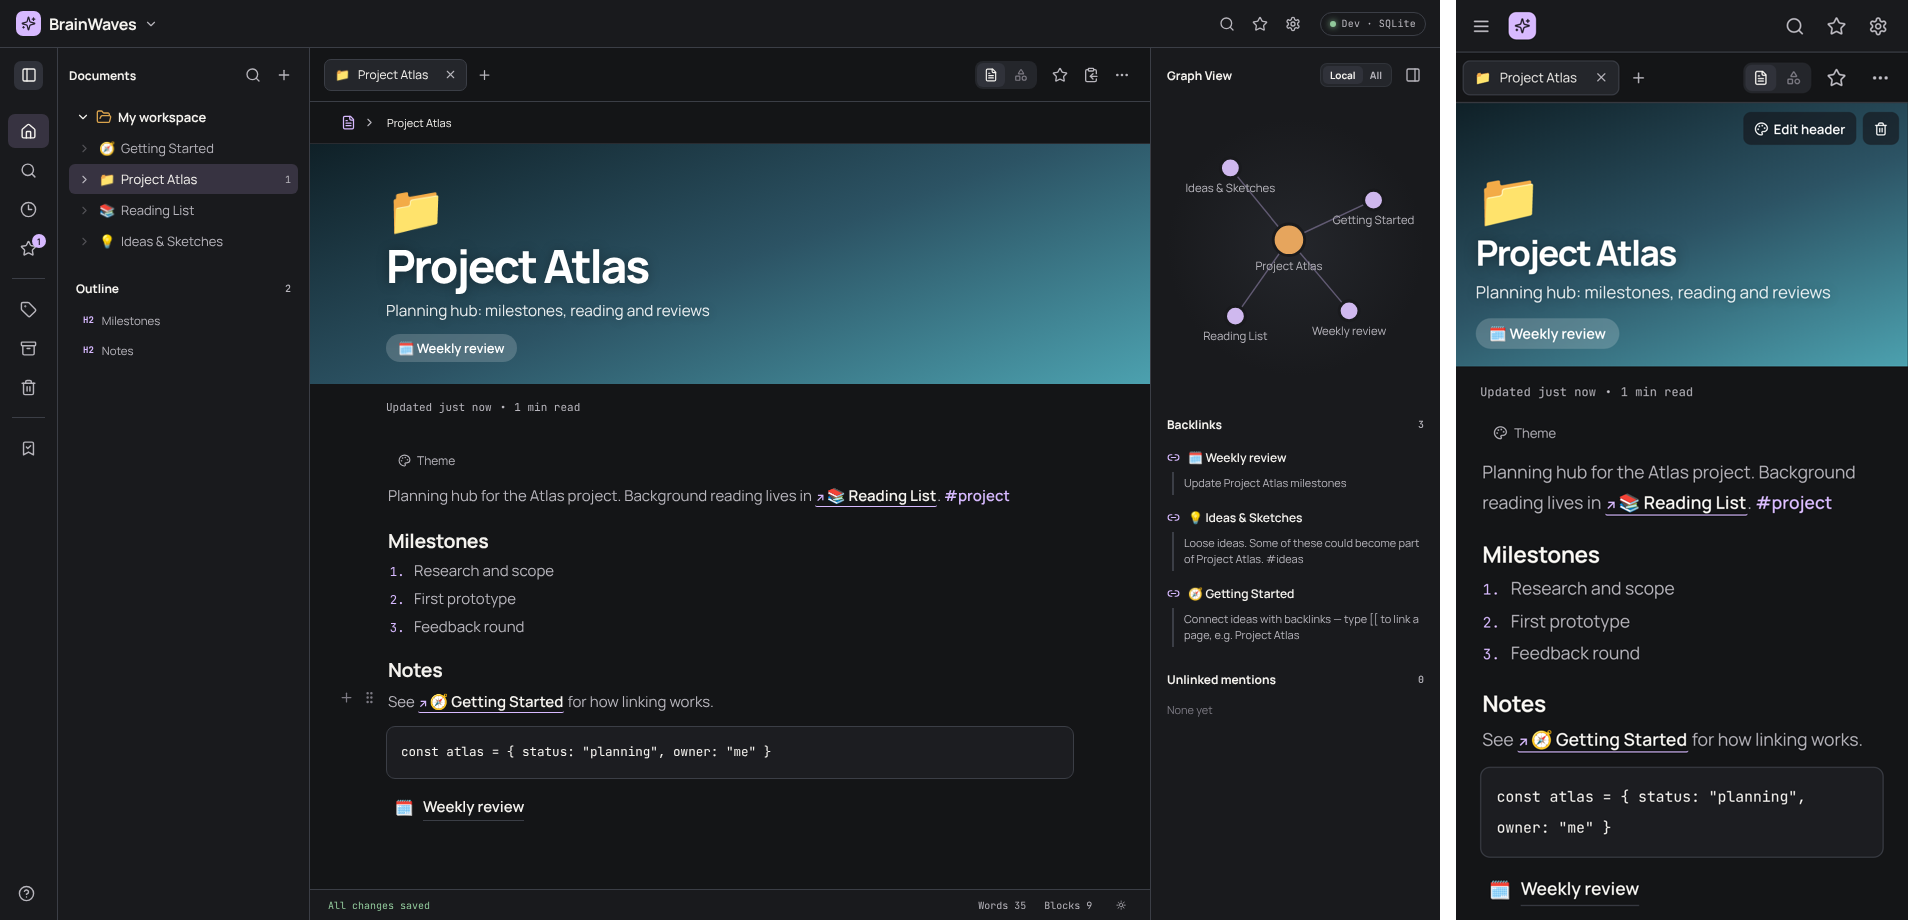 BrainWaves
Dev · SQLite
Documents
My workspace
Getting Started
Project Atlas 1
Reading List
Ideas & Sketches
1
Outline 2
H2 Milestones
H2 Notes
Project Atlas
Project Atlas
Project Atlas
Planning hub: milestones, reading and reviews
Weekly review
Updated just now • 1 min read
Theme
Planning hub for the Atlas project. Background reading lives in Reading List. #project
Milestones
1. Research and scope
2. First prototype
3. Feedback round
Notes
See Getting Started for how linking works.
const atlas = { status: "planning", owner: "me" }
Weekly review
All changes saved
Words 35 Blocks 9
Graph View
Local All
Ideas & Sketches
Getting Started
Project Atlas
Reading List
Weekly review
Backlinks 3
Weekly review
Update Project Atlas milestones
Ideas & Sketches
Loose ideas. Some of these could become part
of Project Atlas. #ideas
Getting Started
Connect ideas with backlinks — type [[ to link a
page, e.g. Project Atlas
Unlinked mentions 0
None yet
Project Atlas
Edit header
Project Atlas
Planning hub: milestones, reading and reviews
Weekly review
Updated just now • 1 min read
Theme
Planning hub for the Atlas project. Background
reading lives in Reading List. #project
Milestones
1. Research and scope
2. First prototype
3. Feedback round
Notes
See Getting Started for how linking works.
const atlas = { status: "planning",
owner: "me" }
Weekly review